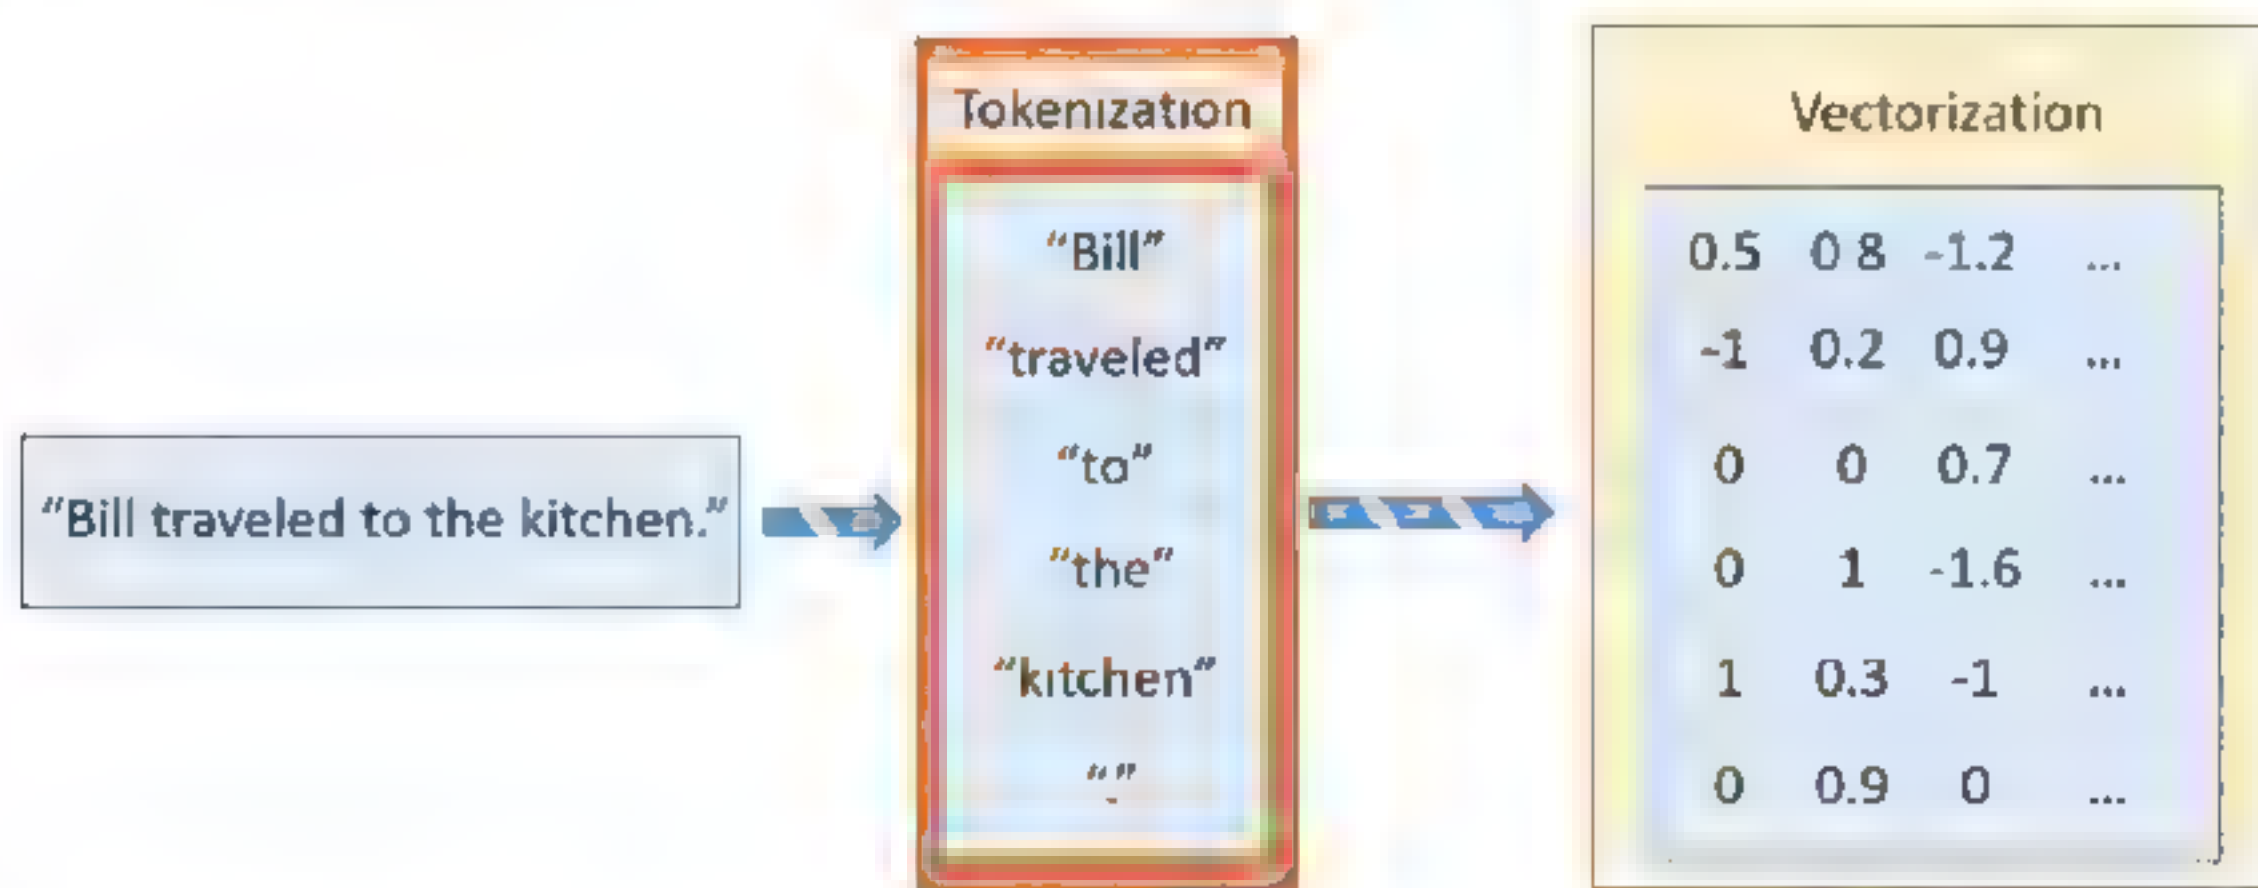 "Bill traveled to the kitchen."
Tokenization
"Bill"
"traveled"
"to"
"the"
"kitchen"
"."
Vectorization
0.5 0 8 -1.2 ...
-1 0.2 0.9 ...
0 0 0.7 ...
0 1 -1.6 ...
1 0.3 -1 ...
0 0.9 0 ...